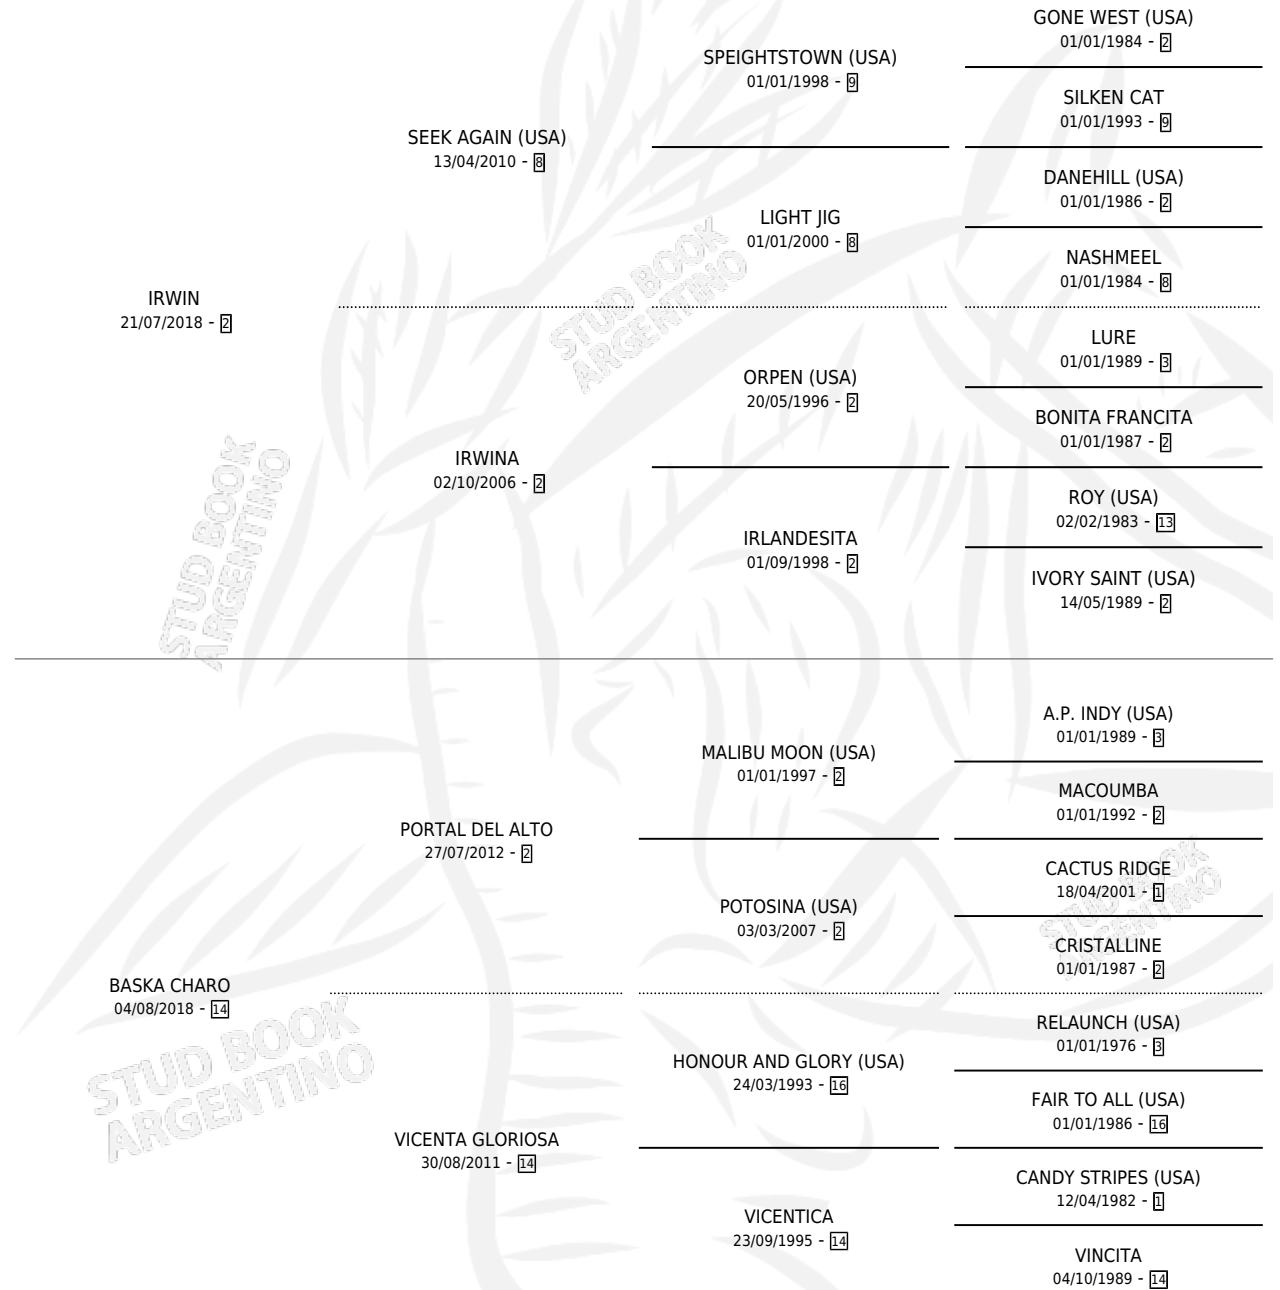 GONE WEST (USA)
01/01/1984 - 2
SPEIGHTSTOWN (USA)
01/01/1998 - 9
SILKEN CAT
01/01/1993 - 9
SEEK AGAIN (USA)
13/04/2010 - 8
DANEHILL (USA)
01/01/1986 - 2
LIGHT JIG
01/01/2000 - 8
NASHMEEL
01/01/1984 - 8
IRWIN
21/07/2018 - 2
LURE
01/01/1989 - 3
ORPEN (USA)
20/05/1996 - 2
BONITA FRANCITA
01/01/1987 - 2
IRWINA
02/10/2006 - 2
ROY (USA)
02/02/1983 - 13
IRLANDESITA
01/09/1998 - 2
IVORY SAINT (USA)
14/05/1989 - 2
A.P. INDY (USA)
01/01/1989 - 3
MALIBU MOON (USA)
01/01/1997 - 2
MACOUMBA
01/01/1992 - 2
PORTAL DEL ALTO
27/07/2012 - 2
CACTUS RIDGE
18/04/2001 - 1
POTOSINA (USA)
03/03/2007 - 2
CRISTALLINE
01/01/1987 - 2
BASKA CHARO
04/08/2018 - 14
RELAUNCH (USA)
01/01/1976 - 3
HONOUR AND GLORY (USA)
24/03/1993 - 16
FAIR TO ALL (USA)
01/01/1986 - 16
VICENTA GLORIOSA
30/08/2011 - 14
CANDY STRIPES (USA)
12/04/1982 - 1
VICENTICA
23/09/1995 - 14
VINCITA
04/10/1989 - 14
STUD BOOK
ARGENTINO
STUD BOOK
ARGENTINO
STUD BOOK
ARGENTINO
STUD BOOK
ARGENTINO